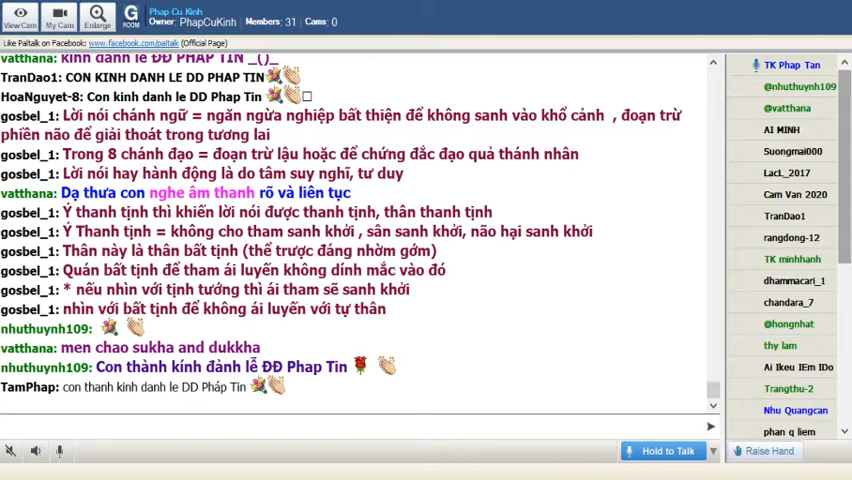 View Cam
My Cams
Enlarge
G
ROOM
Phap Cu Kinh
Owner: PhapCuKinh Members: 31 Cams: 0
Like Paltalk on Facebook: www.facebook.com/paltalk (Official Page)
vatthana: kinh danh le ĐĐ PHAP TIN _()_
TranDao1: CON KINH DANH LE DD PHAP TIN
HoaNguyet-8: Con kinh danh le DD Phap Tin
gosbel_1: Lời nói chánh ngữ = ngăn ngừa nghiệp bất thiện để không sanh vào khổ cảnh , đoạn trừ
phiền não để giải thoát trong tương lai
gosbel_1: Trong 8 chánh đạo = đoạn trừ lậu hoặc để chứng đắc đạo quả thánh nhân
gosbel_1: Lời nói hay hành động là do tâm suy nghĩ, tư duy
vatthana: Dạ thưa con nghe âm thanh rõ và liên tục
gosbel_1: Ý thanh tịnh thì khiến lời nói được thanh tịnh, thân thanh tịnh
gosbel_1: Ý Thanh tịnh = không cho tham sanh khởi , sân sanh khởi, não hại sanh khởi
gosbel_1: Thân này là thân bất tịnh (thể trược đáng nhờm gớm)
gosbel_1: Quán bất tịnh để tham ái luyến không dính mắc vào đó
gosbel_1: * nếu nhìn với tịnh tướng thì ái tham sẽ sanh khởi
gosbel_1: nhìn với bất tịnh để không ái luyến với tự thân
nhuthuynh109:
vatthana: men chao sukha and dukkha
nhuthuynh109: Con thành kính đảnh lễ ĐĐ Phap Tin
TamPhap: con thanh kinh danh le DD Pháp Tin
Hold to Talk
TK Phap Tan
@nhuthuynh109
@vatthana
AI MINH
Suongmai000
LacL_2017
Cam Van 2020
TranDao1
rangdong-12
TK minhhanh
dhammacari_1
chandara_7
@hongnhat
thy lam
Ai Ikeu IEm IDo
Trangthu-2
Nhu Quangcan
phan q liem
Raise Hand